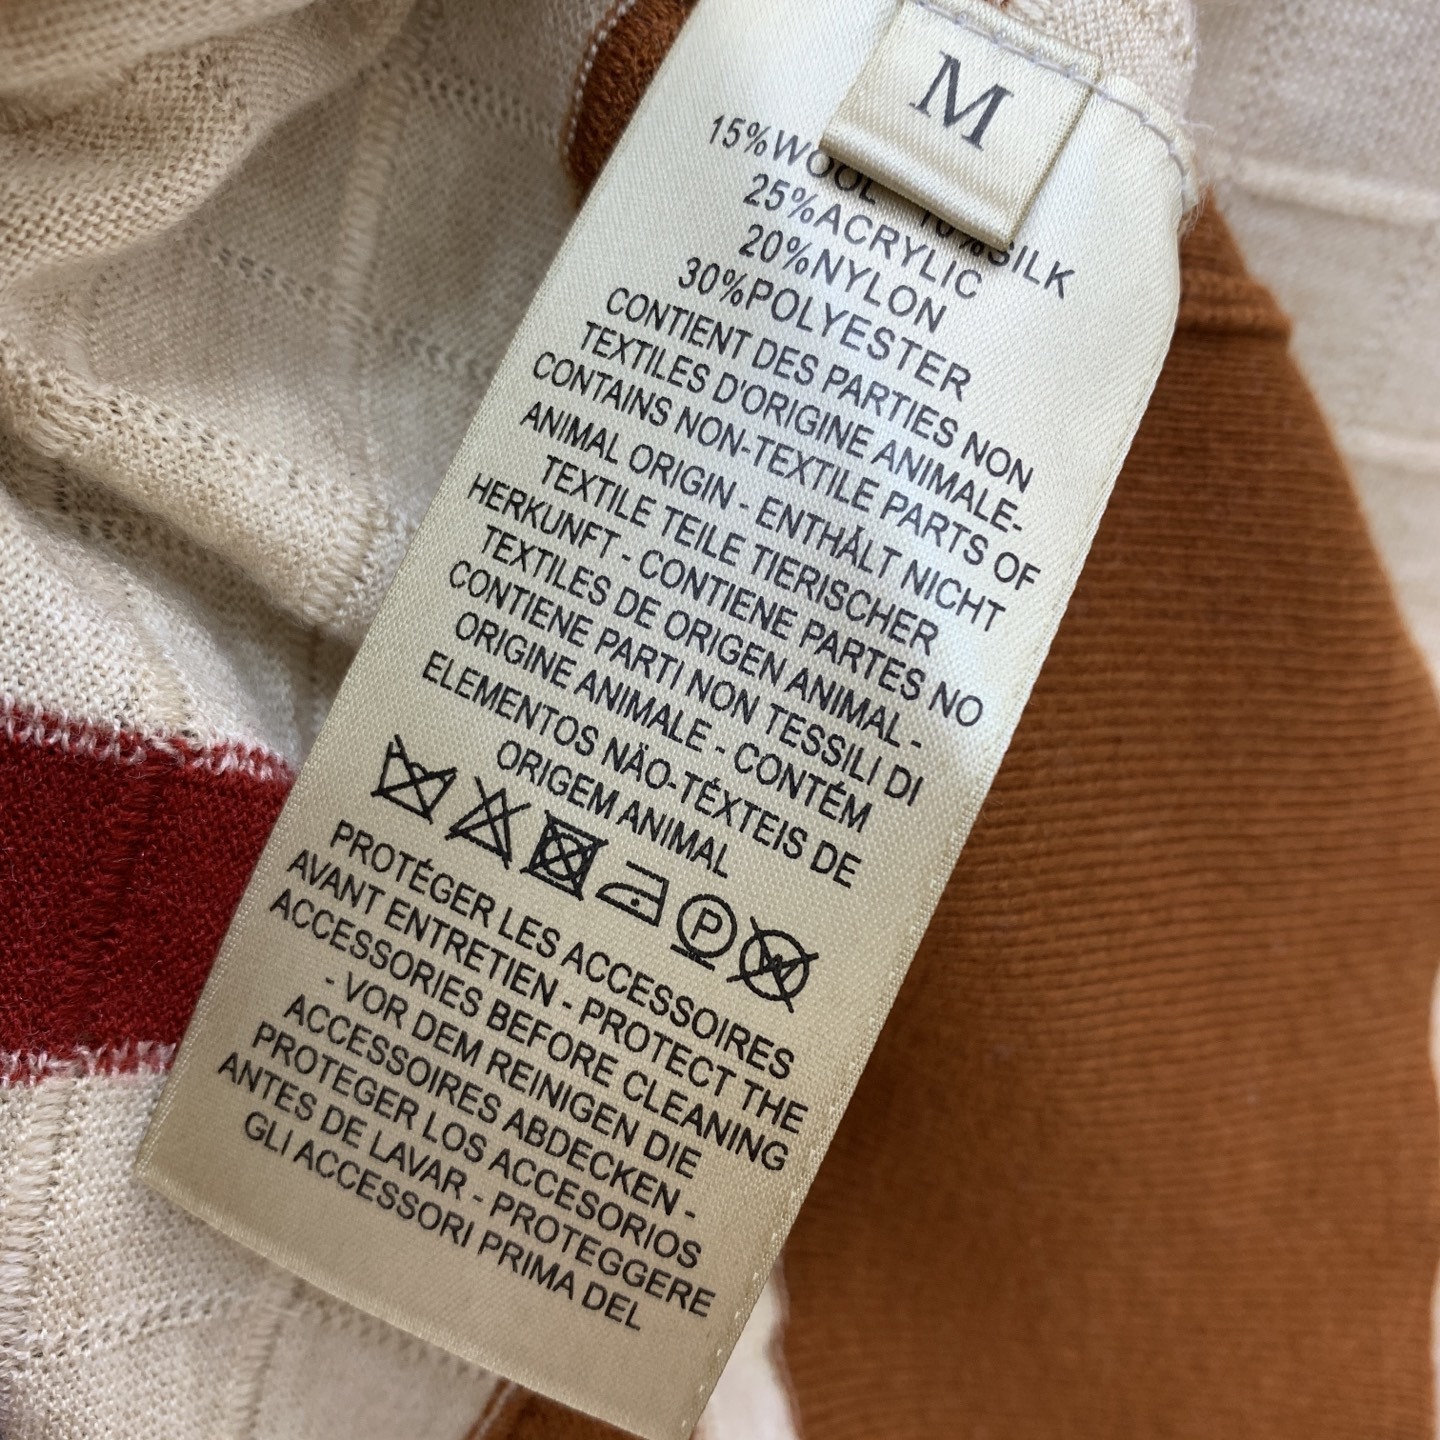 M
15%WOOL 10%SILK
25%ACRYLIC
20%NYLON
30%POLYESTER
CONTIENT DES PARTIES NON
TEXTILES D'ORIGINE ANIMALE-
CONTAINS NON-TEXTILE PARTS OF
ANIMAL ORIGIN - ENTHÄLT NICHT
TEXTILE TEILE TIERISCHER
HERKUNFT - CONTIENE PARTES NO
TEXTILES DE ORIGEN ANIMAL -
CONTIENE PARTI NON TESSILI DI
ORIGINE ANIMALE - CONTÉM
ELEMENTOS NÃO-TÉXTEIS DE
ORIGEM ANIMAL
P W
PROTÉGER LES ACCESSOIRES
AVANT ENTRETIEN - PROTECT THE
ACCESSORIES BEFORE CLEANING
- VOR DEM REINIGEN DIE
ACCESSOIRES ABDECKEN -
PROTEGER LOS ACCESORIOS
ANTES DE LAVAR - PROTEGGERE
GLI ACCESSORI PRIMA DEL